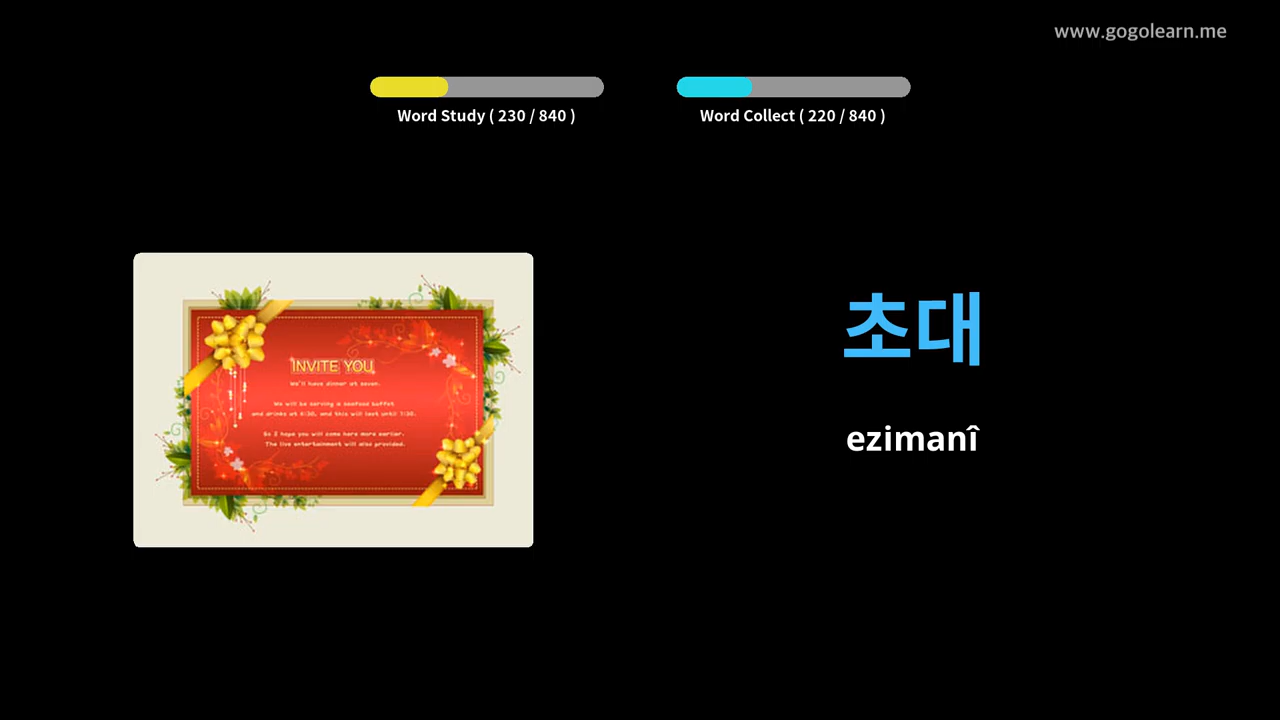 www.gogolearn.me
Word Study ( 230 / 840 )
Word Collect ( 220 / 840 )
INVITE YOU
We'll have dinner at seven.
We will be serving a seafood buffet
and drinks at 6:30, and this will last until 7:30.
So I hope you will come here more earlier.
The live entertainment will also provided.
초대
ezimanî